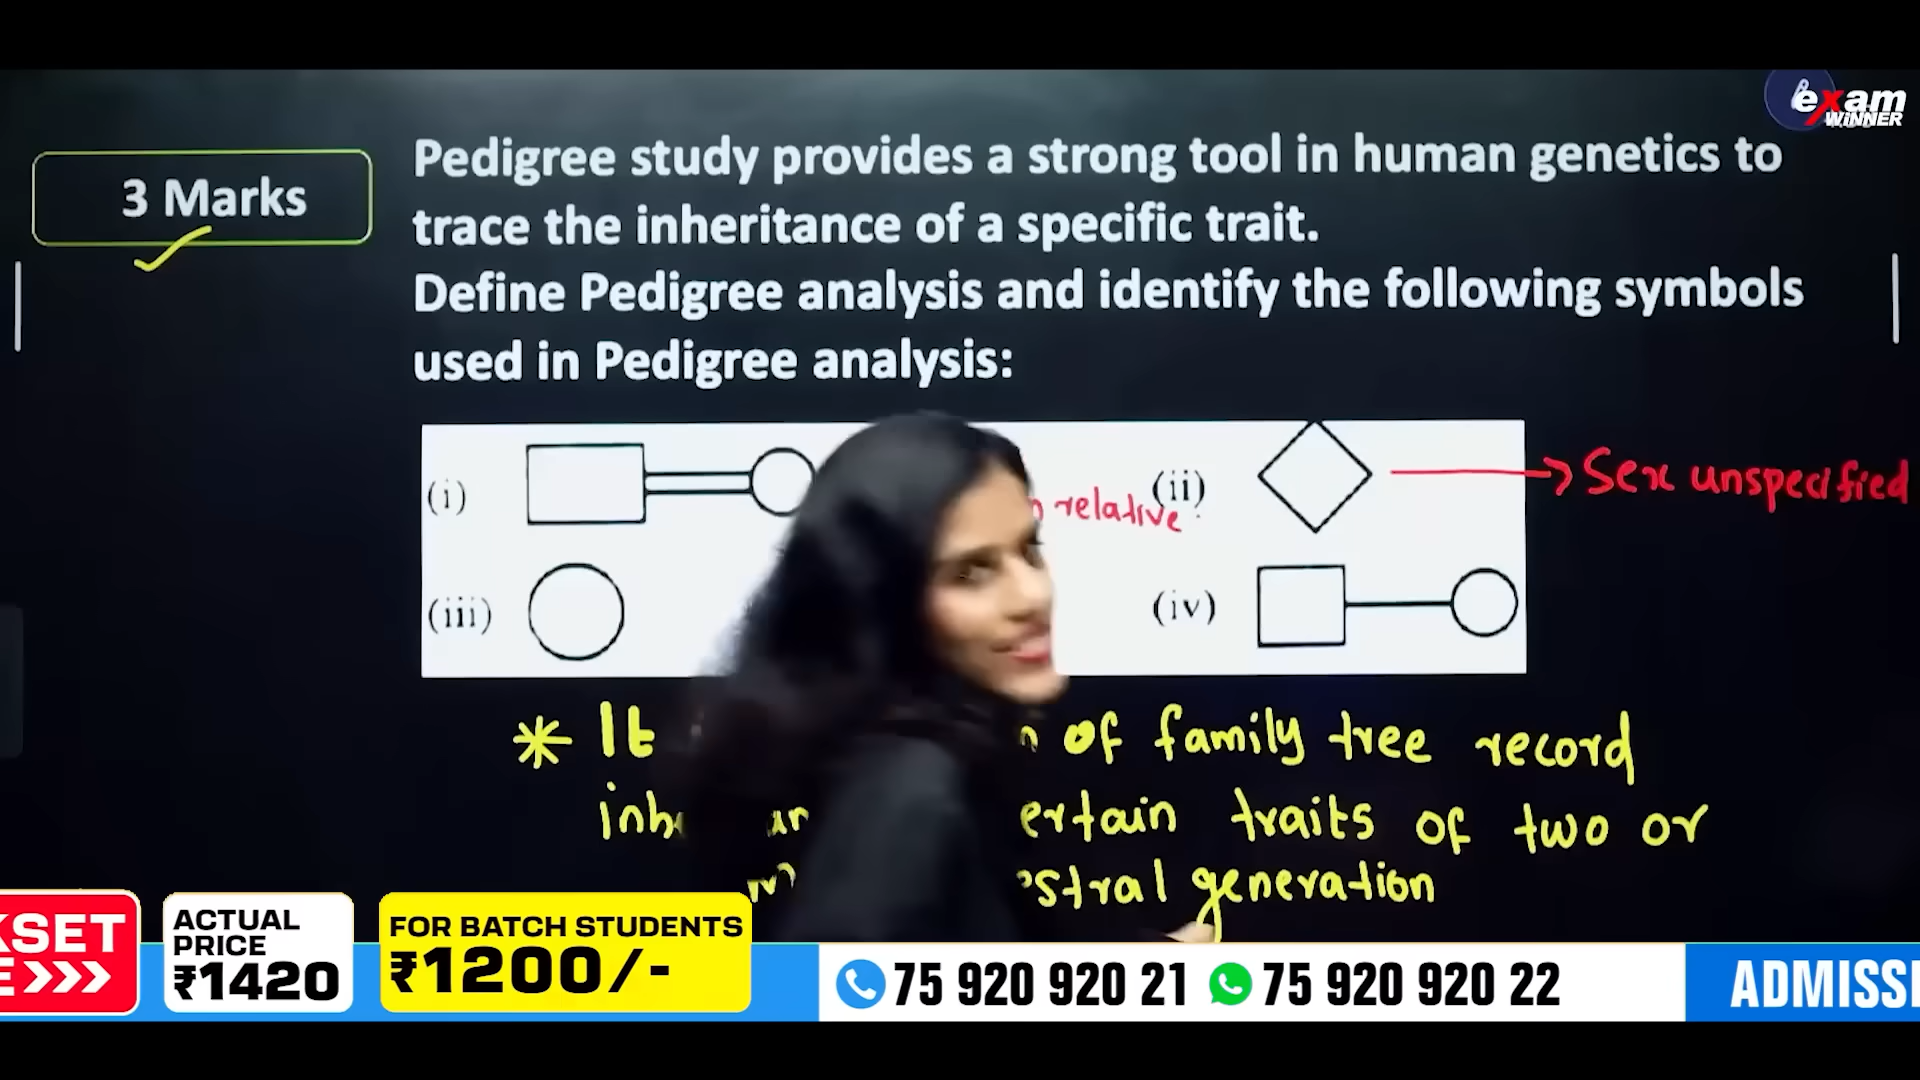 exam
WINNER
3 Marks
Pedigree study provides a strong tool in human genetics to
trace the inheritance of a specific trait.
Define Pedigree analysis and identify the following symbols
used in Pedigree analysis:
(i)
relative
(ii)
Sex unspecified
(iii)
(iv)
* It of family tree record
traits of two or
generation
ACTUAL
PRICE
₹1420
FOR BATCH STUDENTS
₹1200/-
75 920 920 21
75 920 920 22